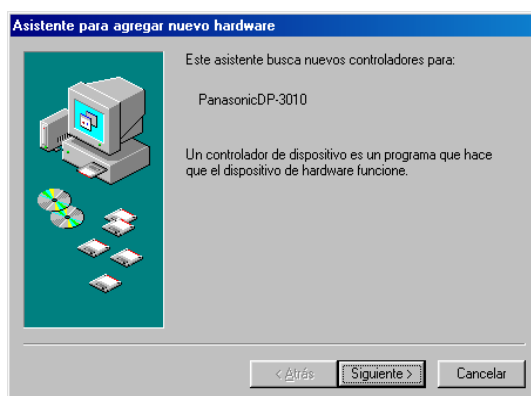 Asistente para agregar nuevo hardware
Este asistente busca nuevos controladores para:
PanasonicDP-3010
Un controlador de dispositivo es un programa que hace
que el dispositivo de hardware funcione.
< Atrás
Siguiente >
Cancelar